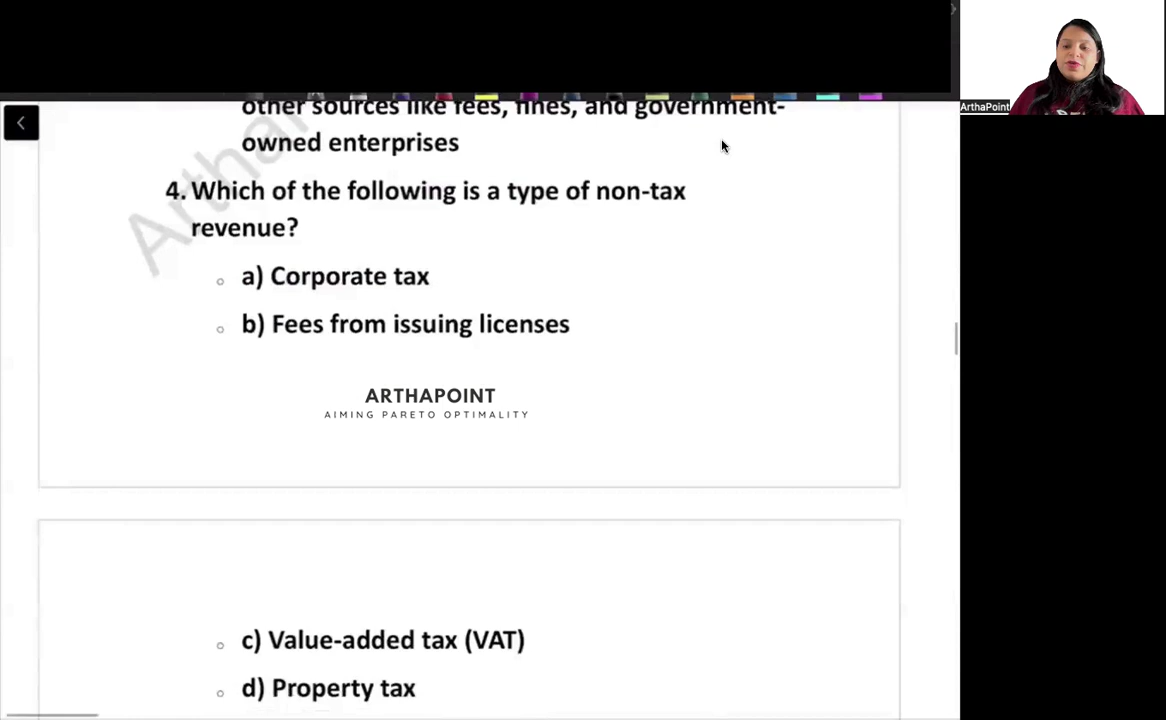 other sources like fees, fines, and government-
owned enterprises
4. Which of the following is a type of non-tax
revenue?
a) Corporate tax
b) Fees from issuing licenses
ARTHAPOINT
AIMING PARETO OPTIMALITY
c) Value-added tax (VAT)
d) Property tax
ArthaPoint